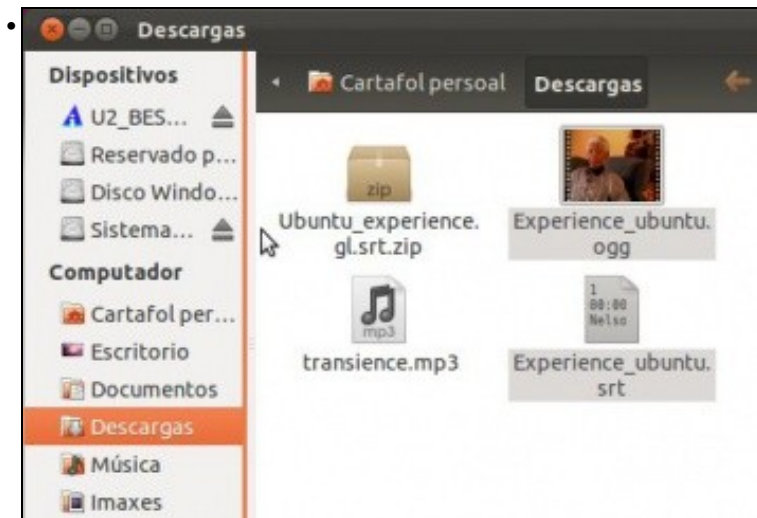 Descargas
Dispositivos
U2_BES...
Reservado p...
Disco Windo...
Sistema...
Computador
Cartafol per...
Escritorio
Documentos
Descargas
Música
Imaxes
Cartafol persoal
Descargas
zip
Ubuntu_experience.
gl.srt.zip
Experience_ubuntu.
ogg
mp3
transience.mp3
1
00:00
Nelso
Experience_ubuntu.
srt